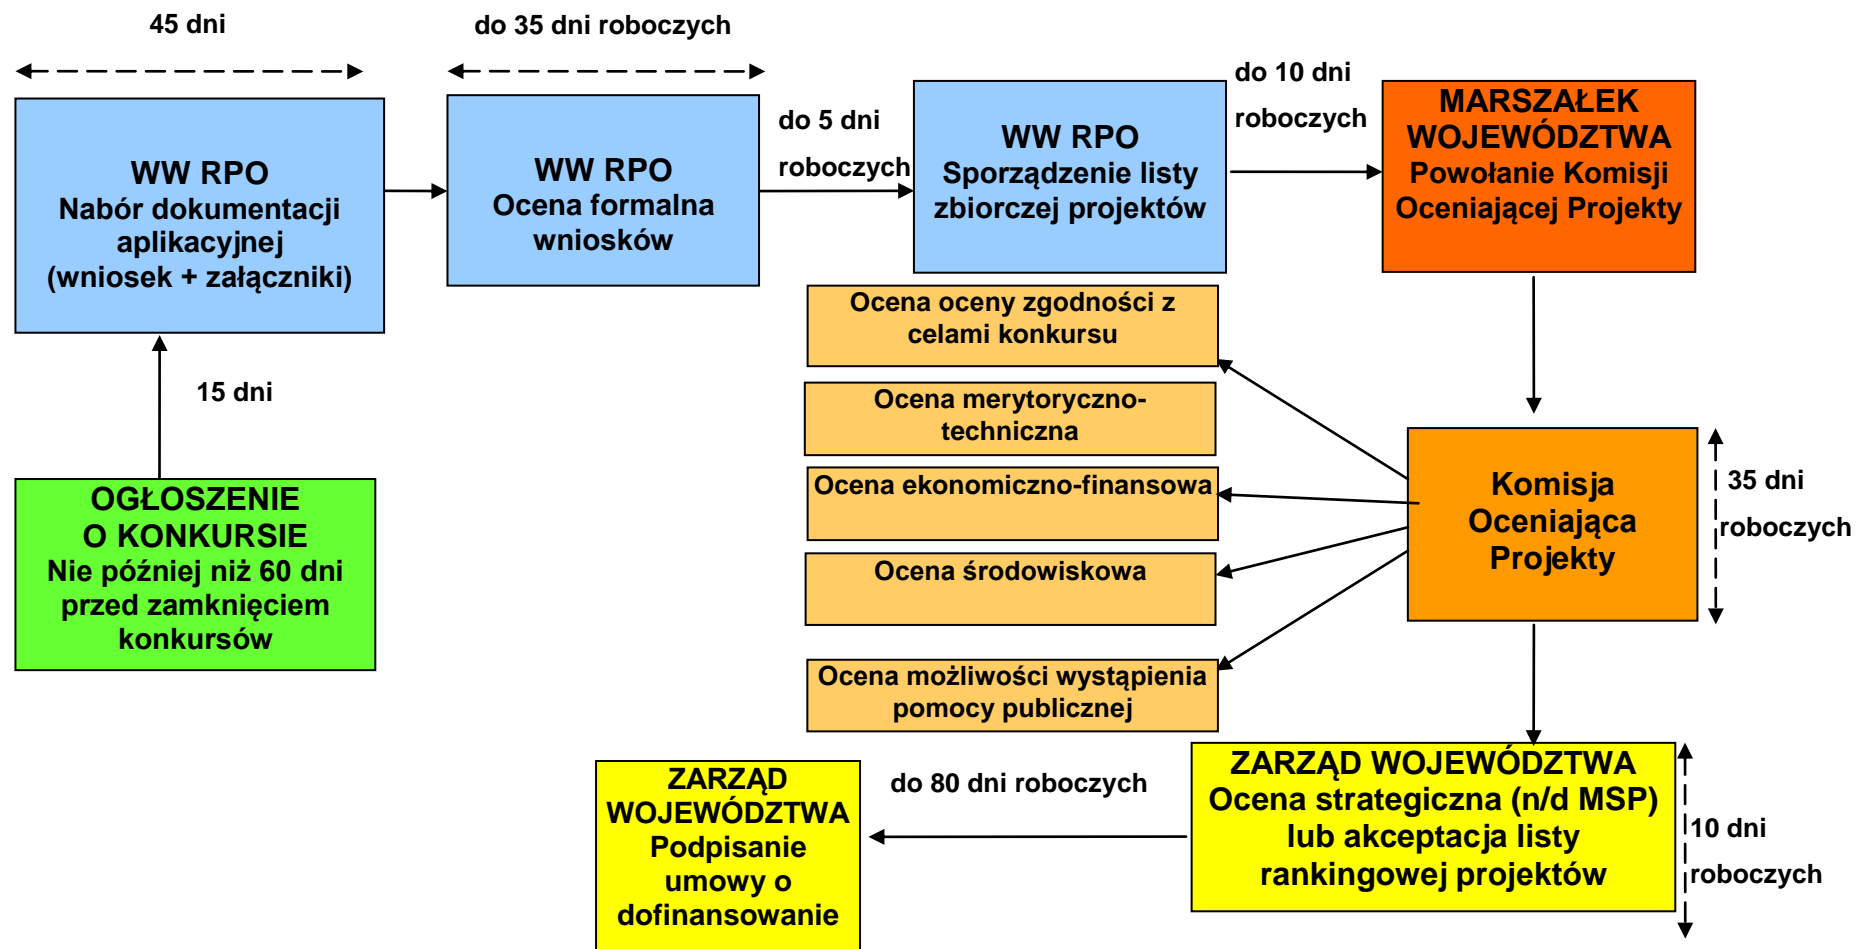 45 dni
do 35 dni roboczych
WW RPO
Nabór dokumentacji
aplikacyjnej
(wniosek + załączniki)
WW RPO
Ocena formalna
wniosków
do 5 dni
roboczych
WW RPO
Sporządzenie listy
zbiorczej projektów
do 10 dni
roboczych
MARSZAŁEK
WOJEWÓDZTWA
Powołanie Komisji
Oceniającej Projekty
15 dni
OGŁOSZENIE
O KONKURSIE
Nie później niż 60 dni
przed zamknięciem
konkursów
Ocena oceny zgodności z
celami konkursu
Ocena merytoryczno-
techniczna
Ocena ekonomiczno-finansowa
Ocena środowiskowa
Ocena możliwości wystąpienia
pomocy publicznej
Komisja
Oceniająca
Projekty
35 dni
roboczych
ZARZĄD WOJEWÓDZTWA
Ocena strategiczna (n/d MSP)
lub akceptacja listy
rankingowej projektów
10 dni
roboczych
do 80 dni roboczych
ZARZĄD
WOJEWÓDZTWA
Podpisanie
umowy o
dofinansowanie